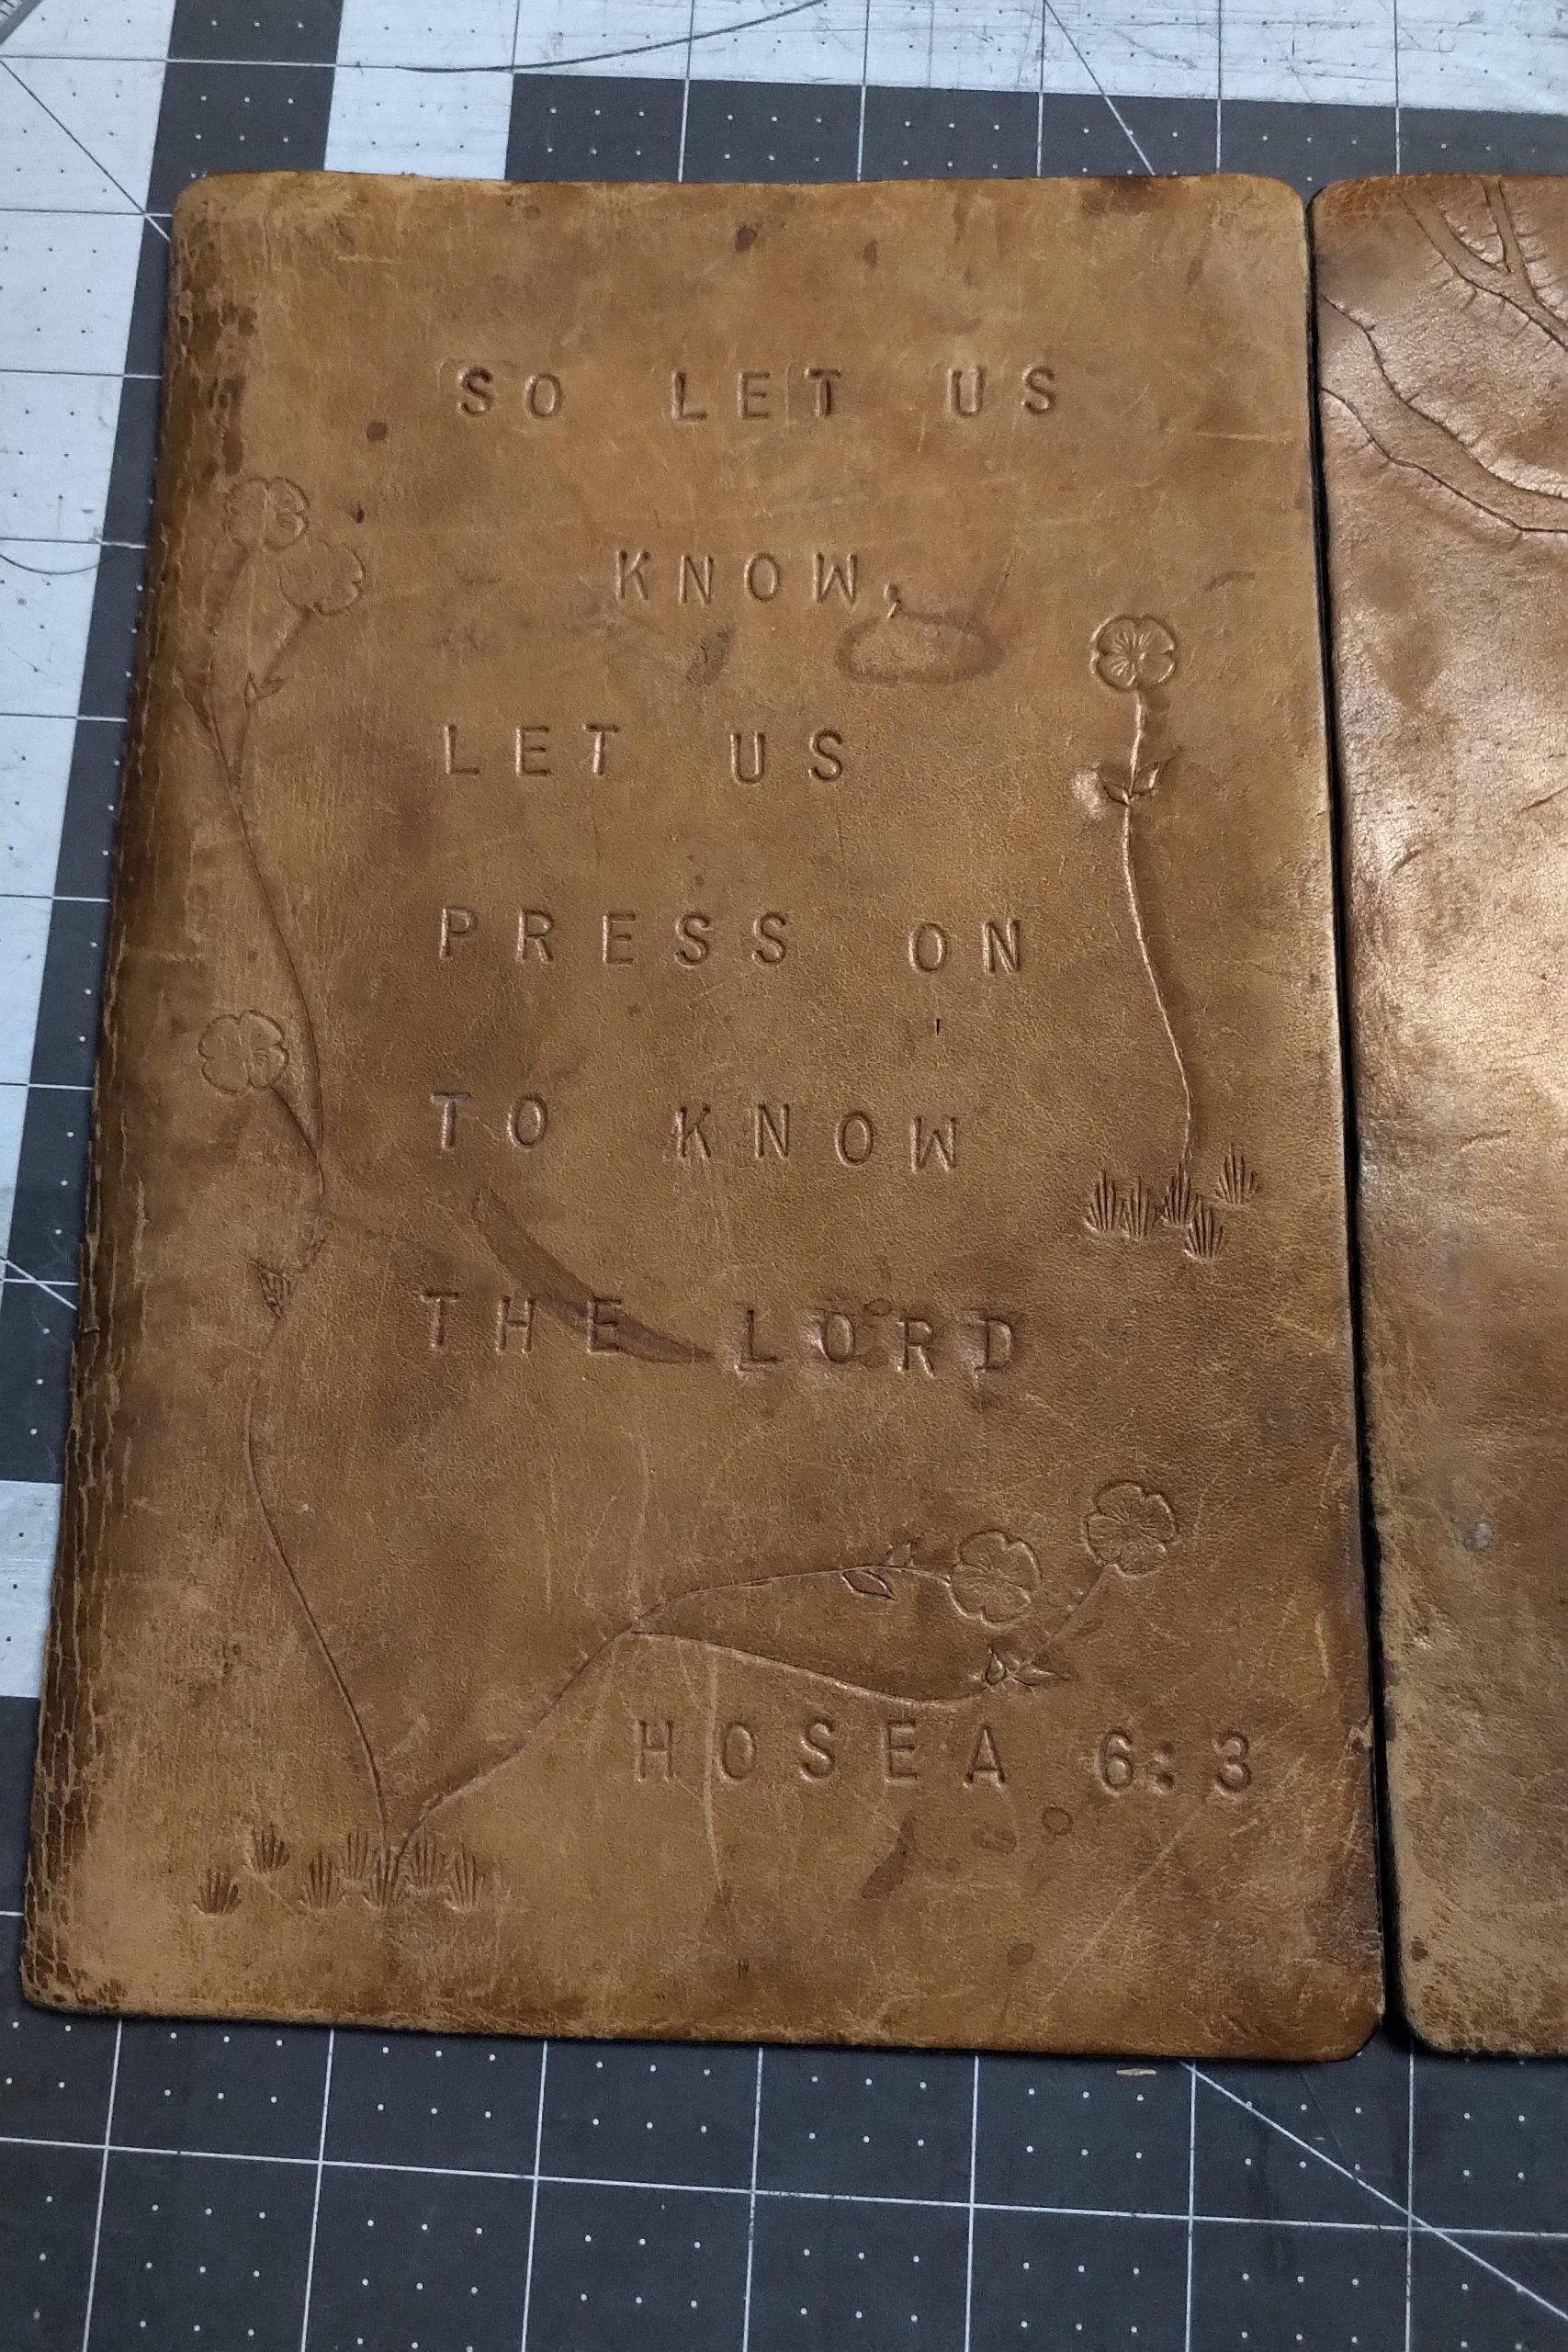 SO LET US
KNOW,
LET US
PRESS ON
TO KNOW
THE LORD
HOSEA 6:3